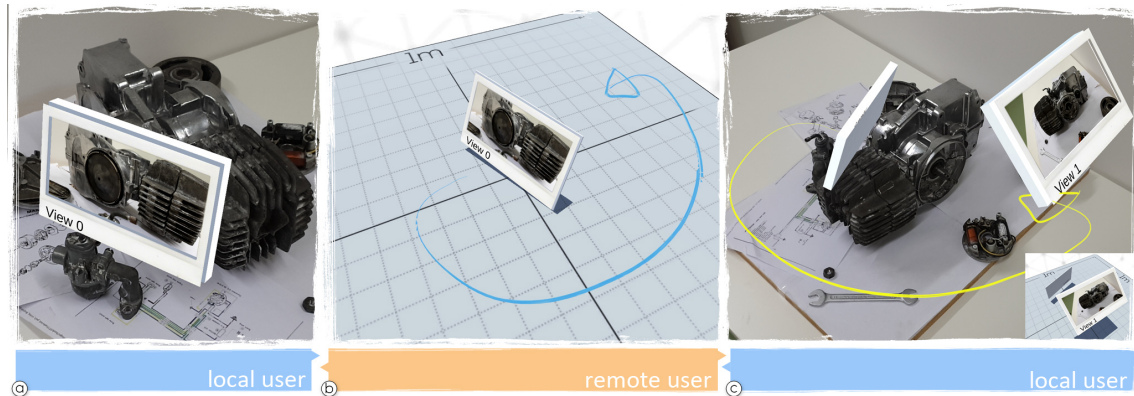 View 0
a
local user
1m
View 0
b
remote user
View 1
1m
View 1
c
local user